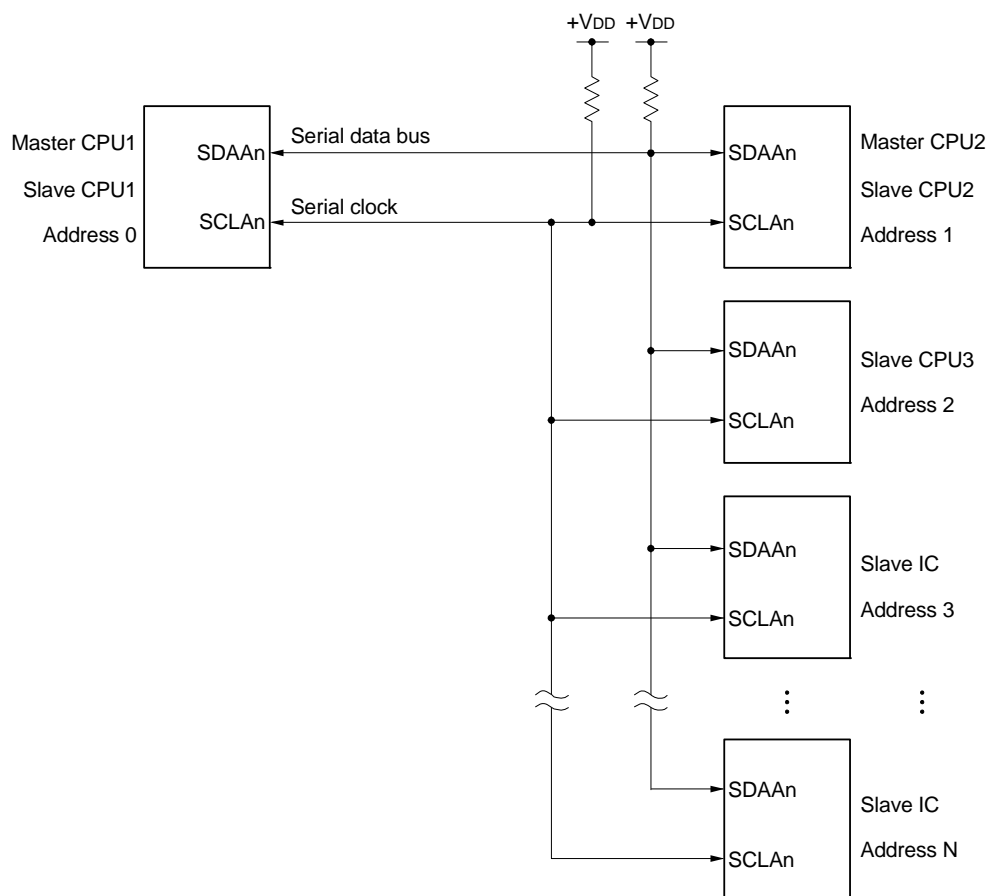 +VDD +VDD
Master CPU1
Slave CPU1
Address 0
SDAAn
SCLAn
Serial data bus
Serial clock
SDAAn
SCLAn
Master CPU2
Slave CPU2
Address 1
SDAAn
SCLAn
Slave CPU3
Address 2
SDAAn
SCLAn
Slave IC
Address 3
SDAAn
SCLAn
Slave IC
Address N